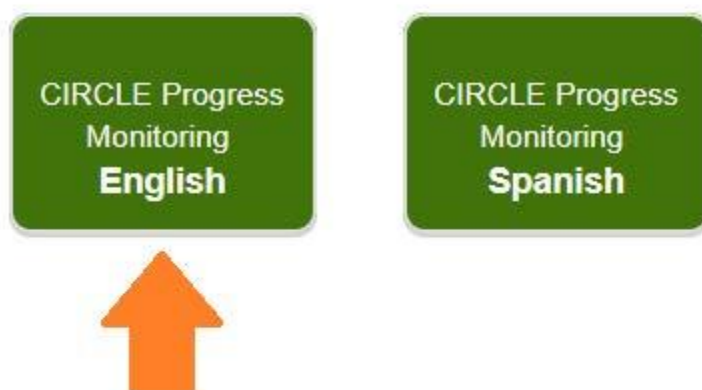 CIRCLE Progress
Monitoring
English
CIRCLE Progress
Monitoring
Spanish